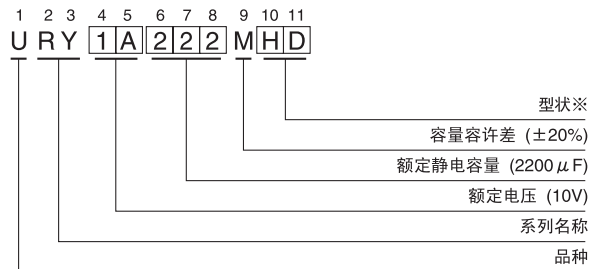 1 2 3 4 5 6 7 8 9 10 11
U R Y 1 A 2 2 2 M H D
型状※
容量容许差 (±20%)
额定静电容量 (2200μF)
额定电压 (10V)
系列名称
品种